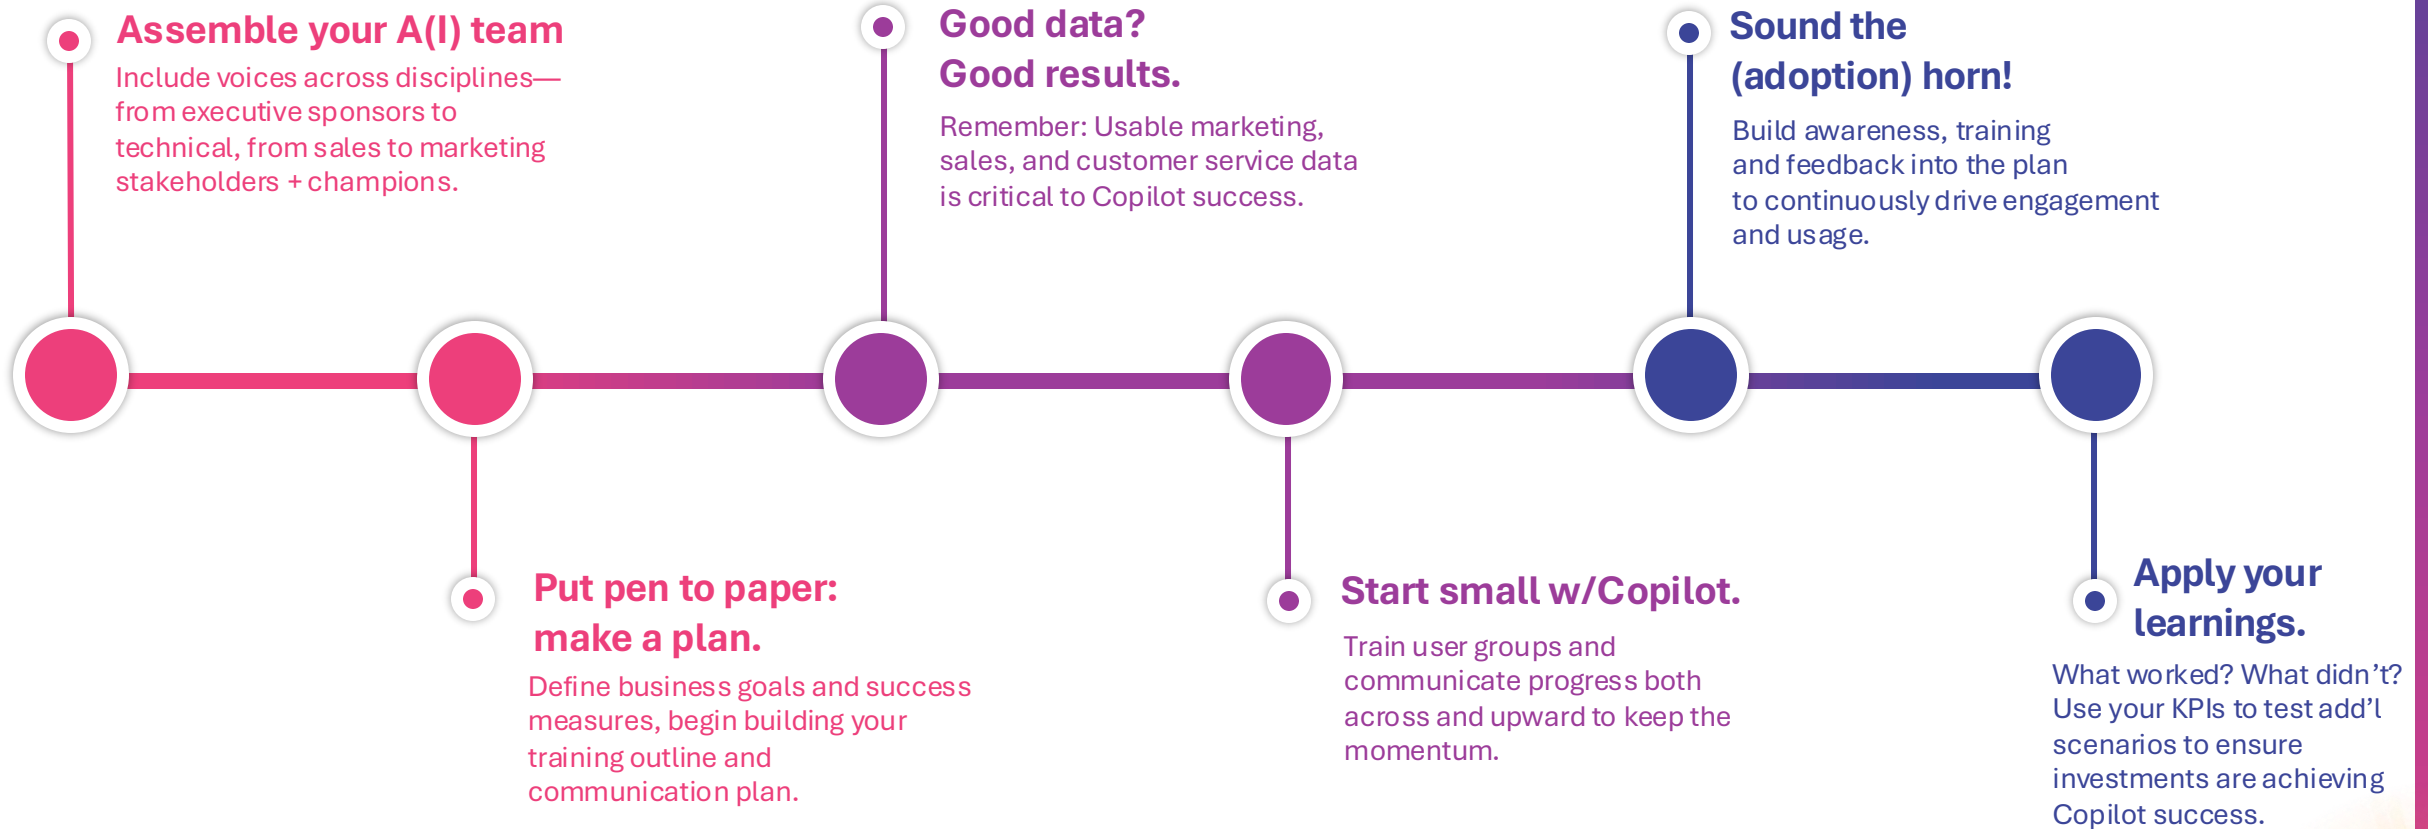 Assemble your A(I) team
Include voices across disciplines—
from executive sponsors to
technical, from sales to marketing
stakeholders + champions.
Put pen to paper:
make a plan.
Define business goals and success
measures, begin building your
training outline and
communication plan.
Good data?
Good results.
Remember: Usable marketing,
sales, and customer service data
is critical to Copilot success.
Start small w/Copilot.
Train user groups and
communicate progress both
across and upward to keep the
momentum.
Sound the
(adoption) horn!
Build awareness, training
and feedback into the plan
to continuously drive engagement
and usage.
Apply your
learnings.
What worked? What didn’t?
Use your KPIs to test add’l
scenarios to ensure
investments are achieving
Copilot success.